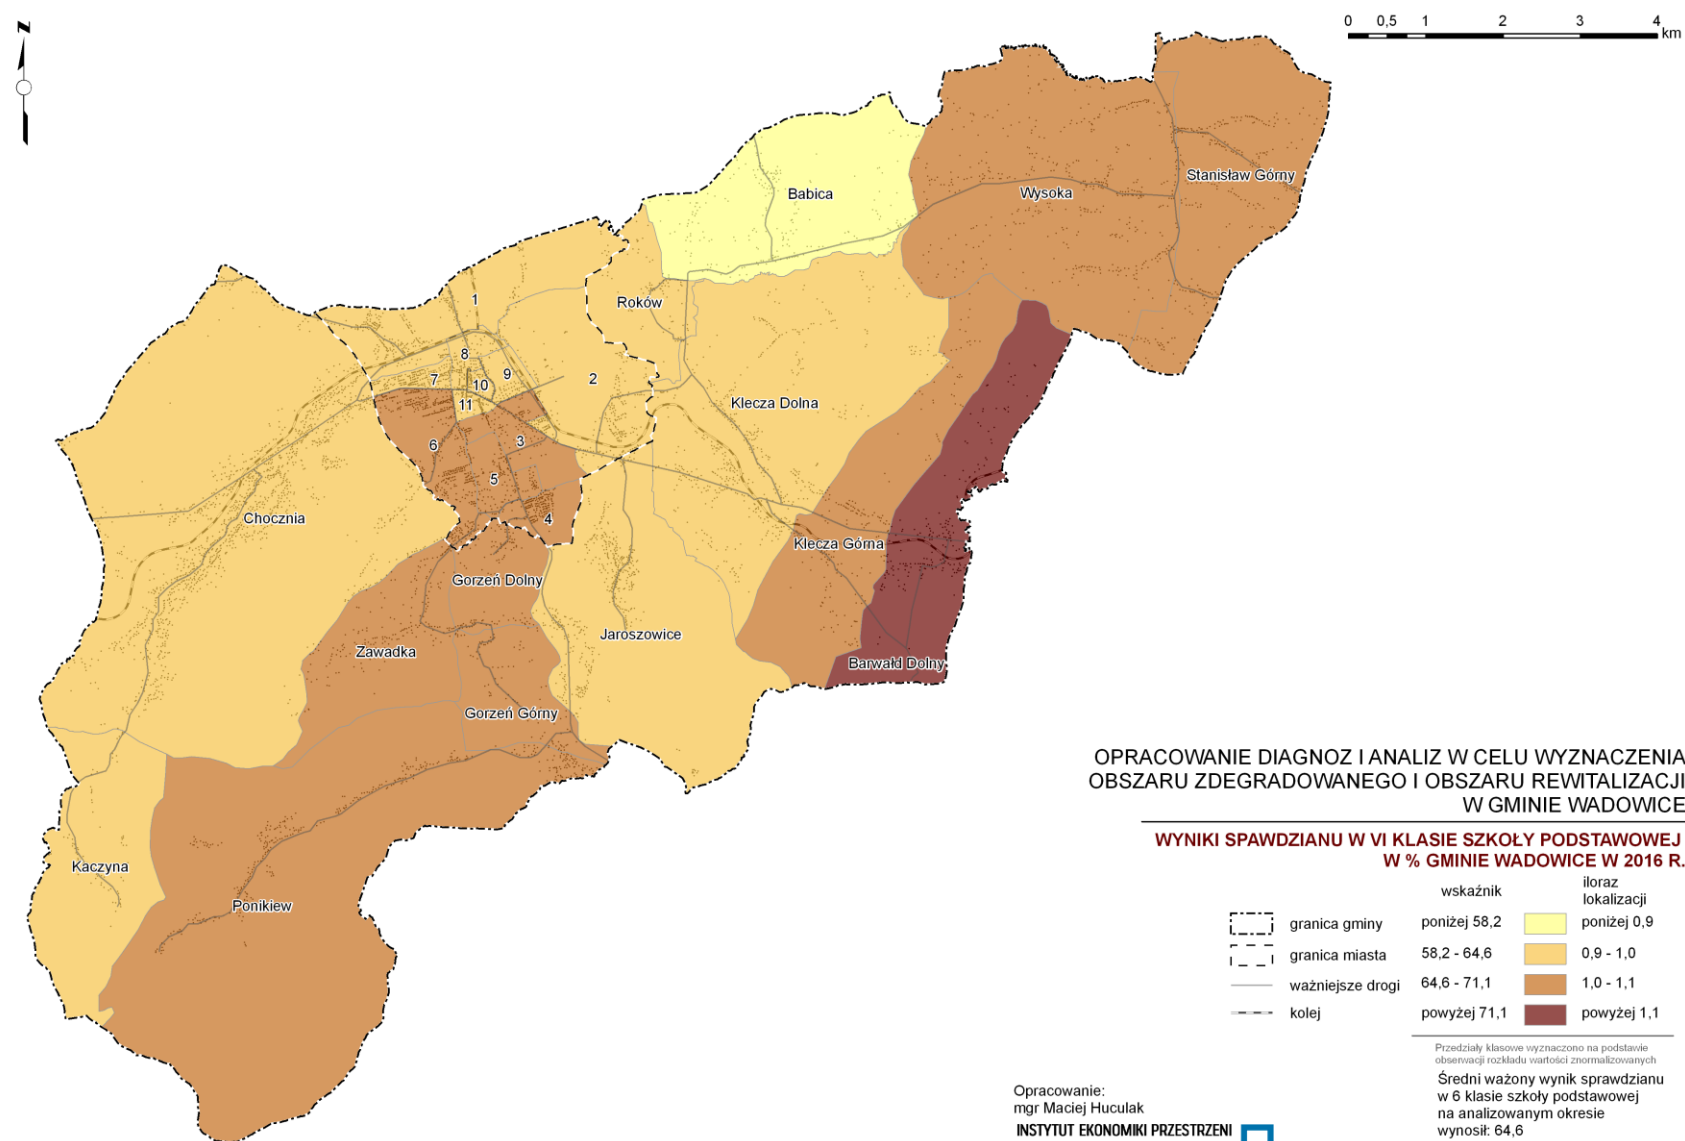 N
0 0,5 1 2 3 4
km
Babica
Wysoka
Stanisław Górny
Roków
1
8
7
10
9
2
11
Klecza Dolna
6
3
5
4
Chocznia
Klecza Górna
Gorzeń Dolny
Jaroszowice
Zawadka
Barwałd Dolny
Gorzeń Górny
Kaczyna
Ponikiew
OPRACOWANIE DIAGNOZ I ANALIZ W CELU WYZNACZENIA
OBSZARU ZDEGRADOWANEGO I OBSZARU REWITALIZACJI
W GMINIE WADOWICE
WYNIKI SPAWDZIANU W VI KLASIE SZKOŁY PODSTAWOWEJ
W % GMINIE WADOWICE W 2016 R.
wskaźnik
iloraz
lokalizacji
granica gminy poniżej 58,2 poniżej 0,9
granica miasta 58,2 - 64,6 0,9 - 1,0
ważniejsze drogi 64,6 - 71,1 1,0 - 1,1
kolej powyżej 71,1 powyżej 1,1
Przedziały klasowe wyznaczono na podstawie
obserwacji rozkładu wartości znormalizowanych
Średni ważony wynik sprawdzianu
w 6 klasie szkoły podstawowej
na analizowanym okresie
wynosił: 64,6
Opracowanie:
mgr Maciej Huculak
INSTYTUT EKONOMIKI PRZESTRZENI